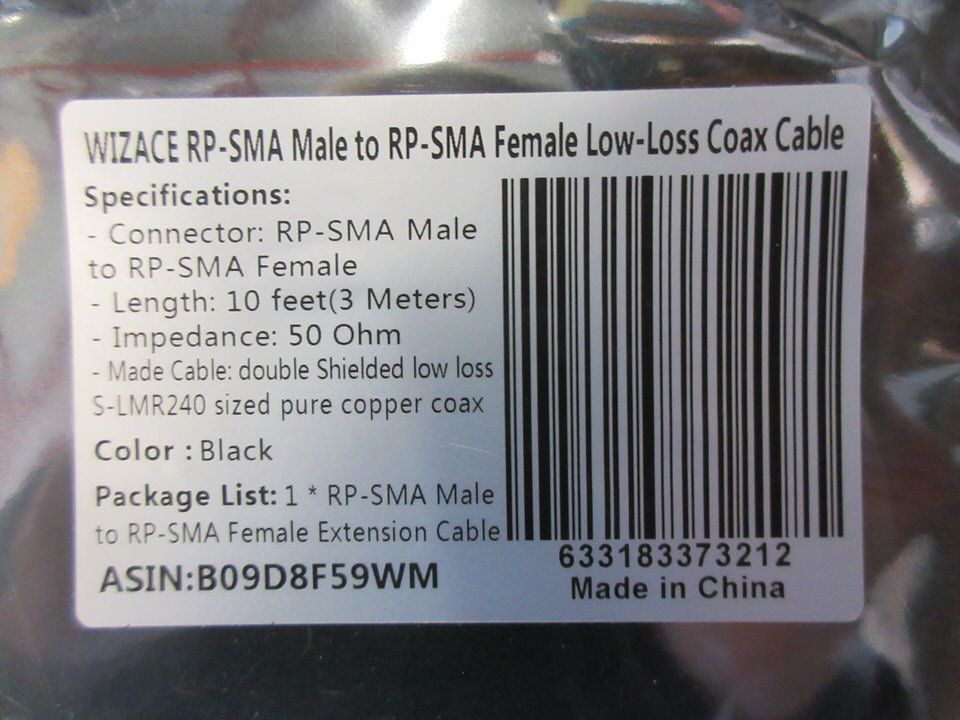 WIZACE RP-SMA Male to RP-SMA Female Low-Loss Coax Cable
Specifications:
- Connector: RP-SMA Male
to RP-SMA Female
- Length: 10 feet(3 Meters)
- Impedance: 50 Ohm
- Made Cable: double Shielded low loss
S-LMR240 sized pure copper coax
Color : Black
Package List: 1 * RP-SMA Male
to RP-SMA Female Extension Cable
ASIN:B09D8F59WM
633183373212
Made in China